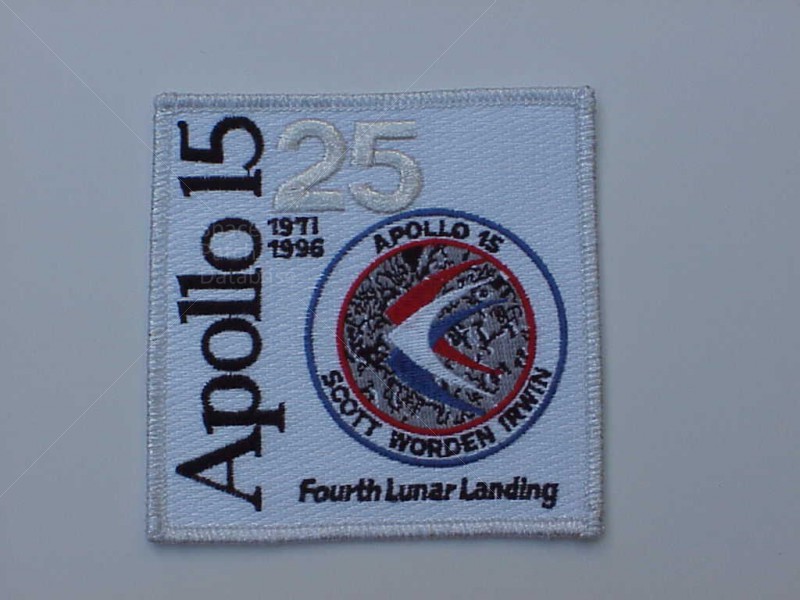 Apollo 15
25
1971
1996
APOLLO 15
SCOTT WORDEN IRWIN
Fourth Lunar Landing